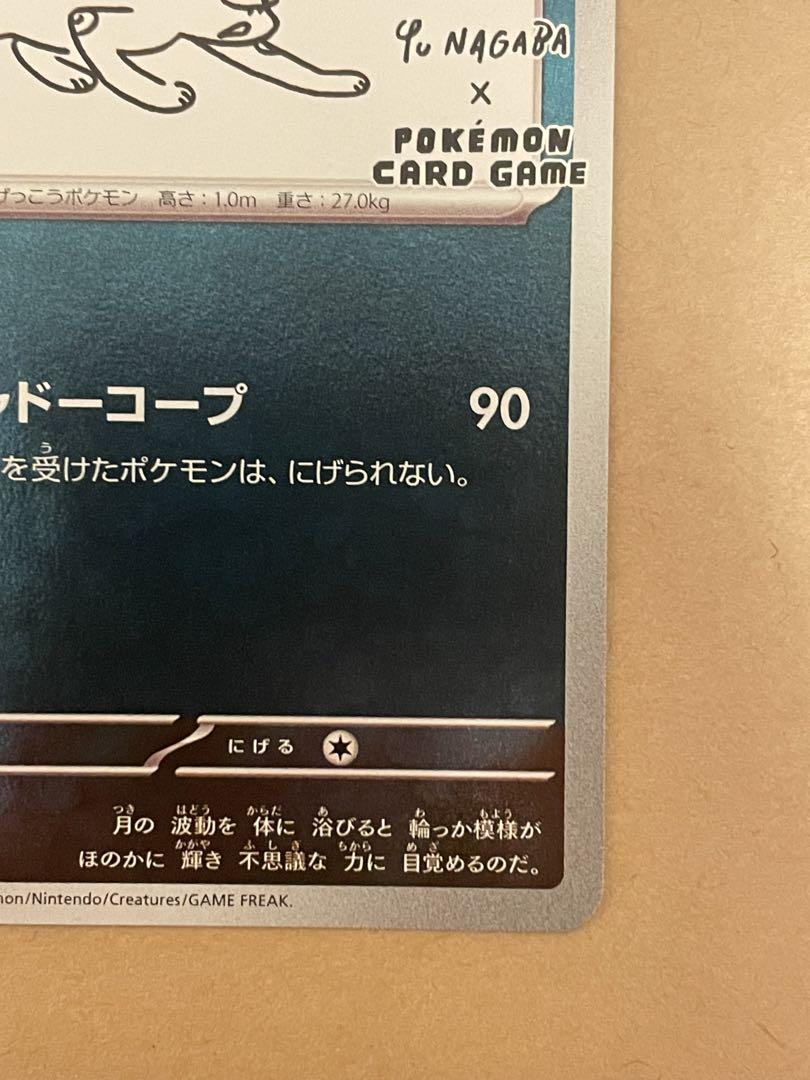 Yu NAGABA
×
POKÉMON
CARD GAME
げっこうポケモン 高さ：1.0m 重さ：27.0kg
ドーコープ 90
を受けたポケモンは、にげられない。
にげる
月の 波動を 体に 浴びると 輪っか模様が
ほのかに 輝き 不思議な 力に 目覚めるのだ。
mon/Nintendo/Creatures/GAME FREAK.